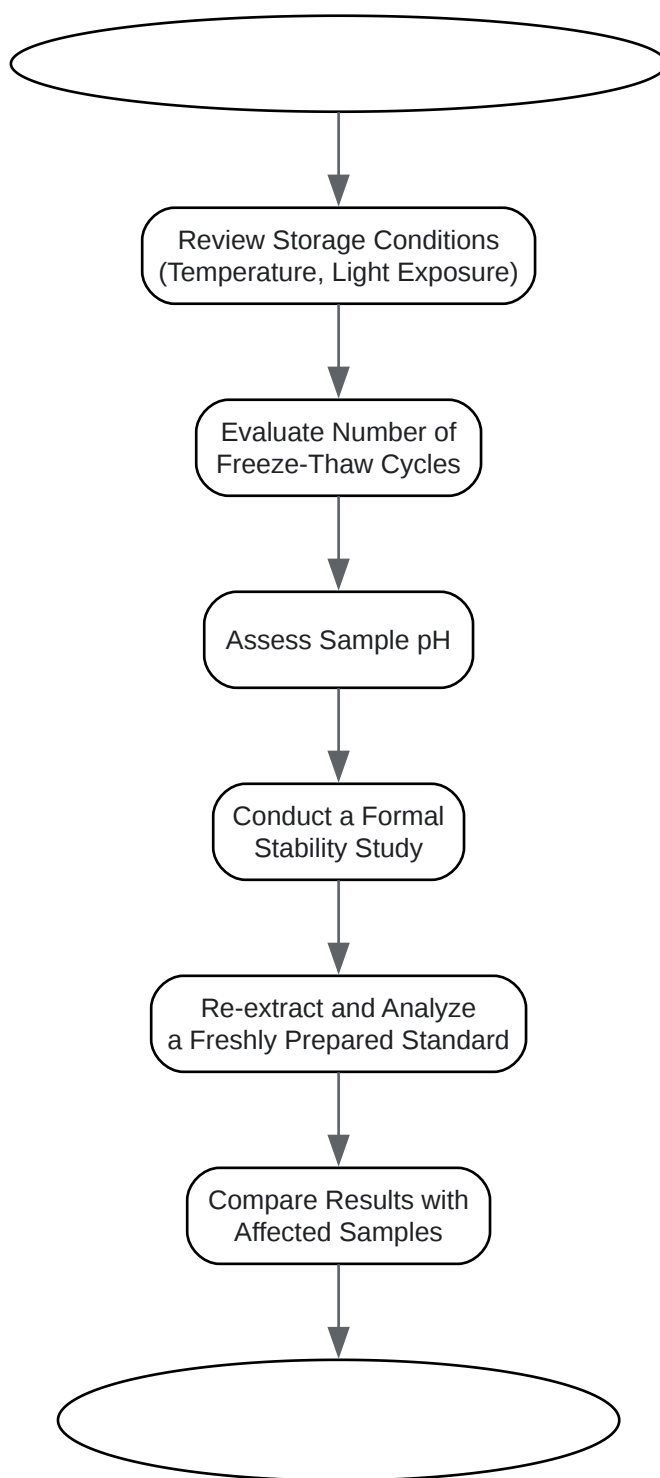 Review Storage Conditions
(Temperature, Light Exposure)
Evaluate Number of
Freeze-Thaw Cycles
Assess Sample pH
Conduct a Formal
Stability Study
Re-extract and Analyze
a Freshly Prepared Standard
Compare Results with
Affected Samples